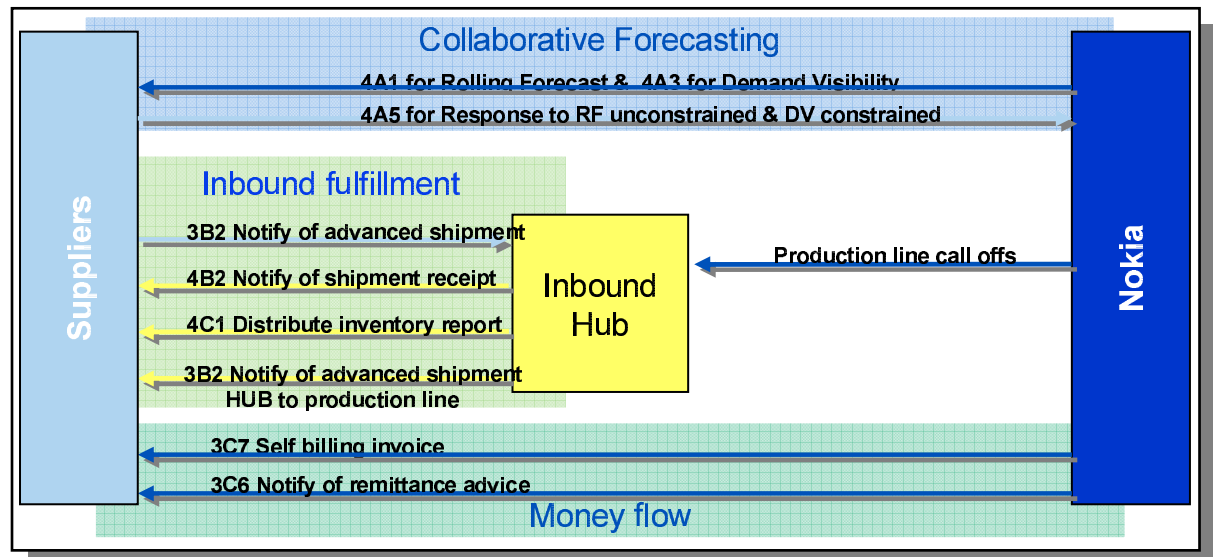 Collaborative Forecasting
4A1 for Rolling Forecast & 4A3 for Demand Visibility
4A5 for Response to RF unconstrained & DV constrained
Suppliers
Nokia
Inbound fulfillment
3B2 Notify of advanced shipment
4B2 Notify of shipment receipt
4C1 Distribute inventory report
3B2 Notify of advanced shipment
HUB to production line
Inbound
Hub
Production line call offs
3C7 Self billing invoice
3C6 Notify of remittance advice
Money flow